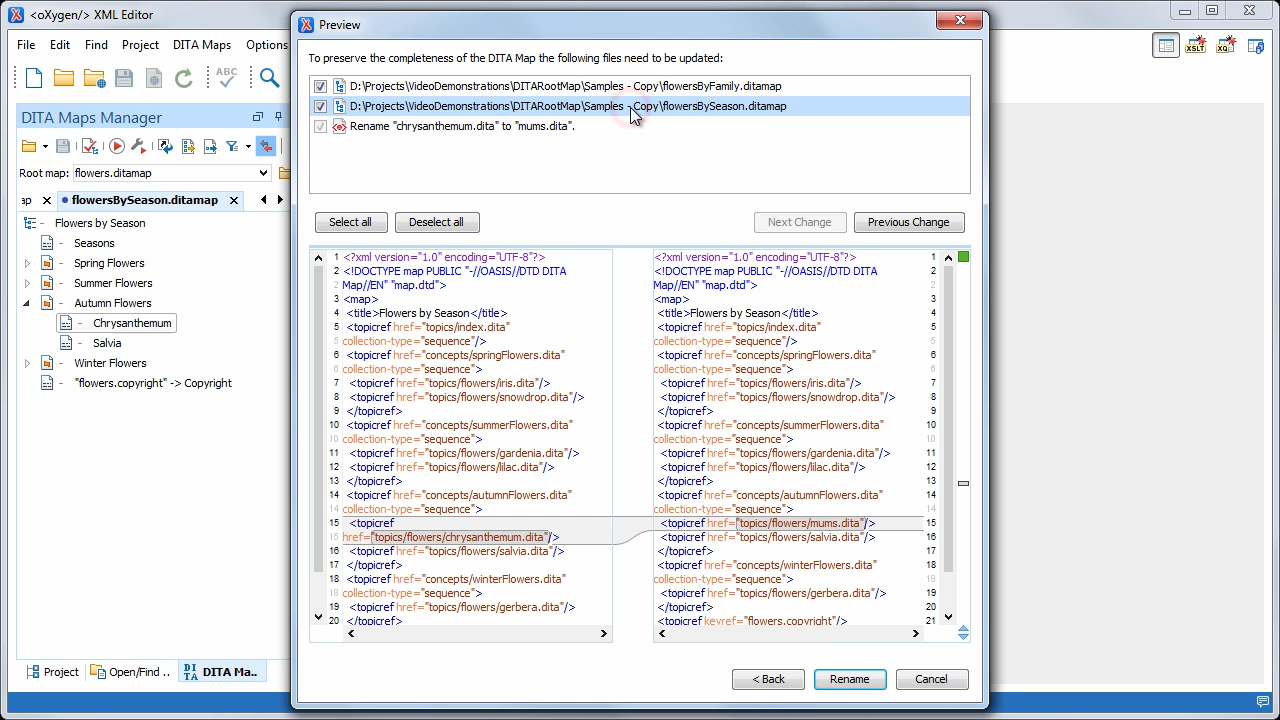 <oXygen/> XML Editor
File Edit Find Project DITA Maps Options
ABC
DITA Maps Manager
Root map: flowers.ditamap
ap flowersBySeason.ditamap
Flowers by Season
Seasons
Spring Flowers
Summer Flowers
Autumn Flowers
Chrysanthemum
Salvia
Winter Flowers
"flowers.copyright" -> Copyright
Project Open/Find .. DITA Ma..
XSLT XQ
Preview
To preserve the completeness of the DITA Map the following files need to be updated:
D:\Projects\VideoDemonstrations\DITARootMap\Samples - Copy\flowersByFamily.ditamap
D:\Projects\VideoDemonstrations\DITARootMap\Samples - Copy\flowersBySeason.ditamap
Rename "chrysanthemum.dita" to "mums.dita".
Select all Deselect all Next Change Previous Change
1 <?xml version="1.0" encoding="UTF-8"?>
2 <!DOCTYPE map PUBLIC "-//OASIS//DTD DITA
2 Map//EN" "map.dtd">
3 <map>
4 <title>Flowers by Season</title>
5 <topicref href="topics/index.dita"
5 collection-type="sequence"/>
6 <topicref href="concepts/springFlowers.dita"
6 collection-type="sequence">
7 <topicref href="topics/flowers/iris.dita"/>
8 <topicref href="topics/flowers/snowdrop.dita"/>
9 </topicref>
10 <topicref href="concepts/summerFlowers.dita"
10 collection-type="sequence">
11 <topicref href="topics/flowers/gardenia.dita"/>
12 <topicref href="topics/flowers/lilac.dita"/>
13 </topicref>
14 <topicref href="concepts/autumnFlowers.dita"
14 collection-type="sequence">
15 <topicref
15 href="topics/flowers/chrysanthemum.dita"/>
16 <topicref href="topics/flowers/salvia.dita"/>
17 </topicref>
18 <topicref href="concepts/winterFlowers.dita"
18 collection-type="sequence">
19 <topicref href="topics/flowers/gerbera.dita"/>
20 </topicref>
<?xml version="1.0" encoding="UTF-8"?> 1
<!DOCTYPE map PUBLIC "-//OASIS//DTD DITA 2
Map//EN" "map.dtd"> 2
<map> 3
<title>Flowers by Season</title> 4
<topicref href="topics/index.dita" 5
collection-type="sequence"/> 5
<topicref href="concepts/springFlowers.dita" 6
collection-type="sequence"> 6
<topicref href="topics/flowers/iris.dita"/> 7
<topicref href="topics/flowers/snowdrop.dita"/> 8
</topicref> 9
<topicref href="concepts/summerFlowers.dita" 10
collection-type="sequence"> 10
<topicref href="topics/flowers/gardenia.dita"/> 11
<topicref href="topics/flowers/lilac.dita"/> 12
</topicref> 13
<topicref href="concepts/autumnFlowers.dita" 14
collection-type="sequence"> 14
<topicref href="topics/flowers/mums.dita"/> 15
<topicref href="topics/flowers/salvia.dita"/> 16
</topicref> 17
<topicref href="concepts/winterFlowers.dita" 18
collection-type="sequence"> 18
<topicref href="topics/flowers/gerbera.dita"/> 19
</topicref> 20
<topicref keyref="flowers.copyright"/> 21
< Back Rename Cancel